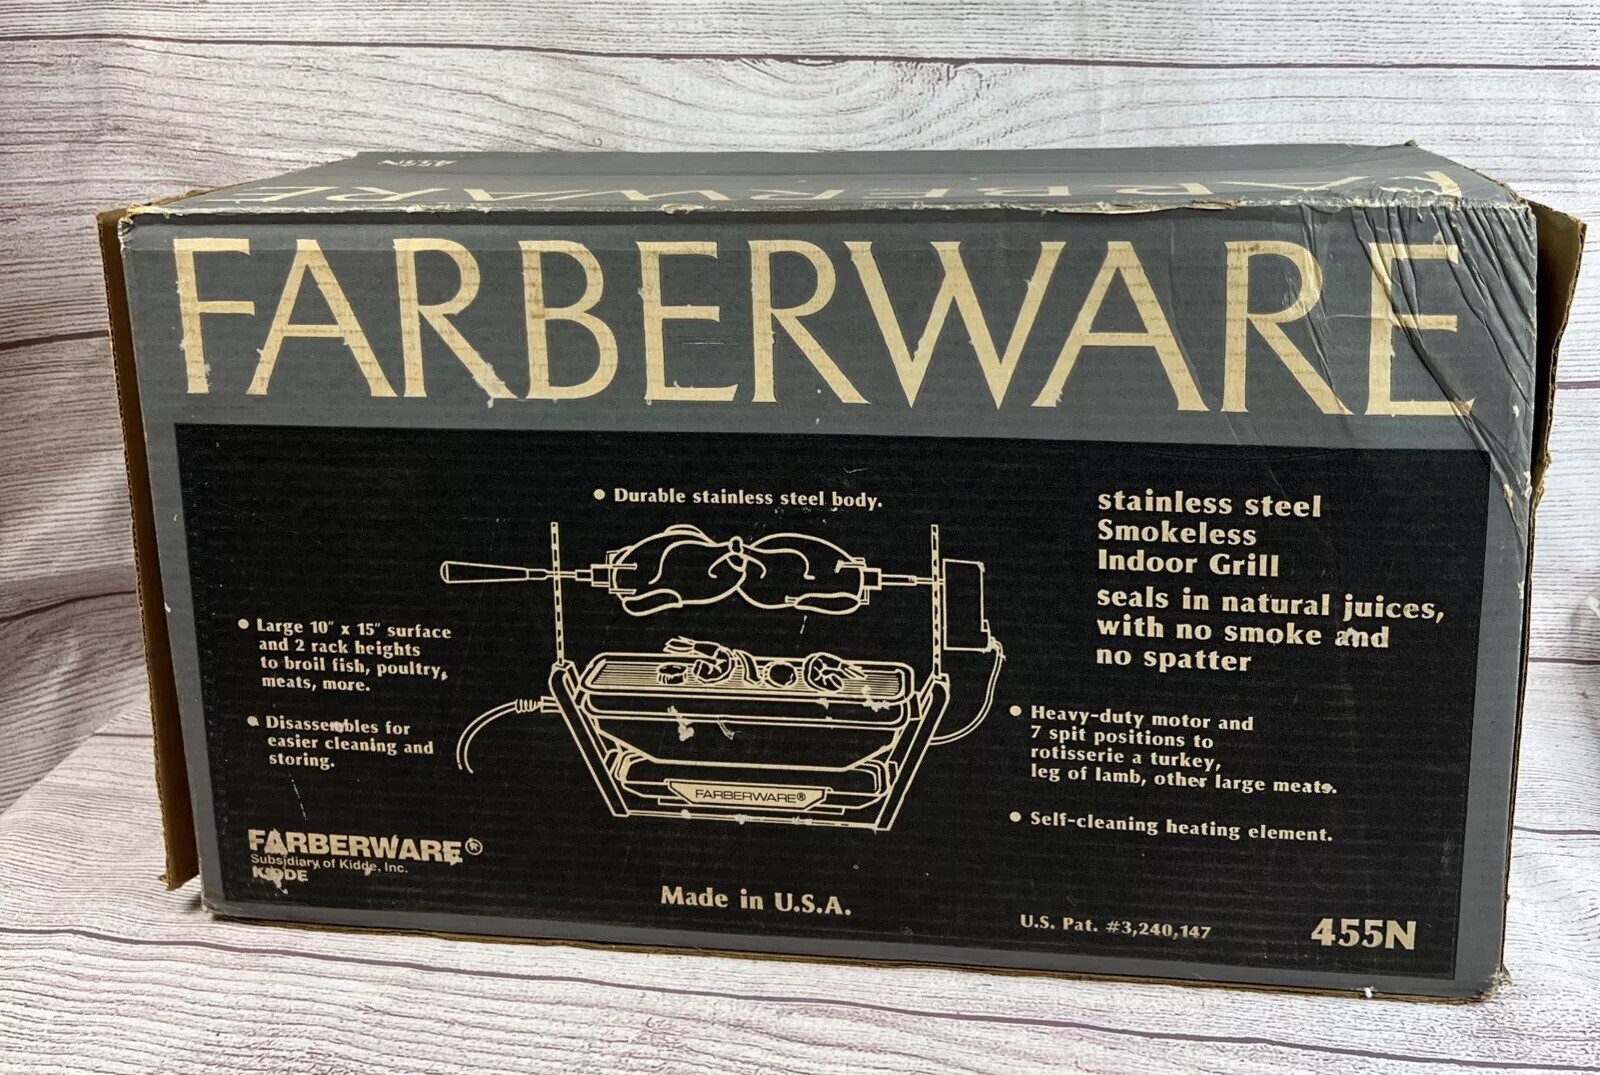 455N
FARBERWARE
FARBERWARE
• Durable stainless steel body.
stainless steel
Smokeless
Indoor Grill
seals in natural juices,
with no smoke and
no spatter
• Large 10" x 15" surface
and 2 rack heights
to broil fish, poultry,
meats, more.
• Disassembles for
easier cleaning and
storing.
• Heavy-duty motor and
7 spit positions to
rotisserie a turkey,
leg of lamb, other large meats.
• Self-cleaning heating element.
FARBERWARE®
FARBERWARE®
Subsidiary of Kidde, Inc.
KIDDE
Made in U.S.A.
U.S. Pat. #3,240,147
455N